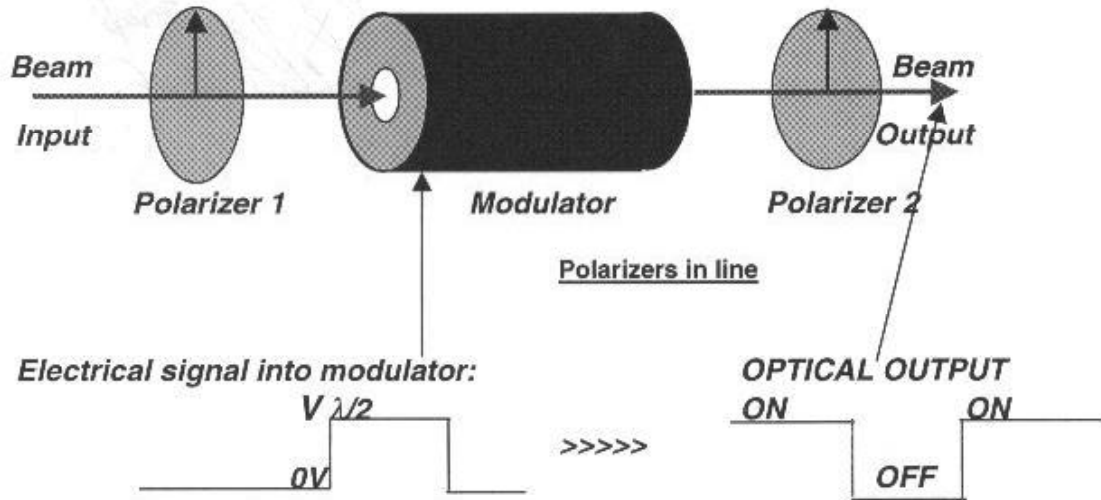 Beam
Input
Polarizer 1
Modulator
Beam
Output
Polarizer 2
Polarizers in line
Electrical signal into modulator:
V λ/2
0V
>>>>>
OPTICAL OUTPUT
ON
ON
OFF